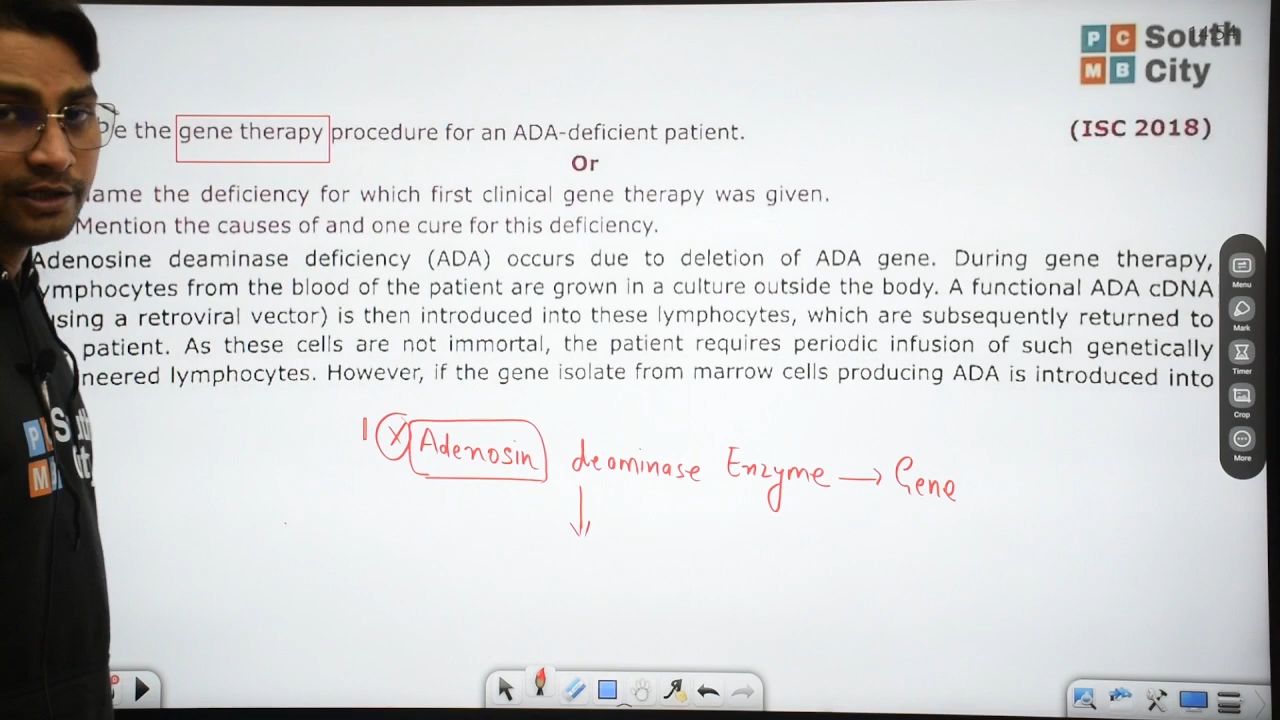 P C South
M B City
14:54
the gene therapy procedure for an ADA-deficient patient. (ISC 2018)
Or
ame the deficiency for which first clinical gene therapy was given.
Mention the causes of and one cure for this deficiency.
Adenosine deaminase deficiency (ADA) occurs due to deletion of ADA gene. During gene therapy,
ymphocytes from the blood of the patient are grown in a culture outside the body. A functional ADA cDNA
sing a retroviral vector) is then introduced into these lymphocytes, which are subsequently returned to
patient. As these cells are not immortal, the patient requires periodic infusion of such genetically
neered lymphocytes. However, if the gene isolate from marrow cells producing ADA is introduced into
1 X Adenosin deominase Enzyme → Gene
↓
Menu
Mark
Timer
Crop
More